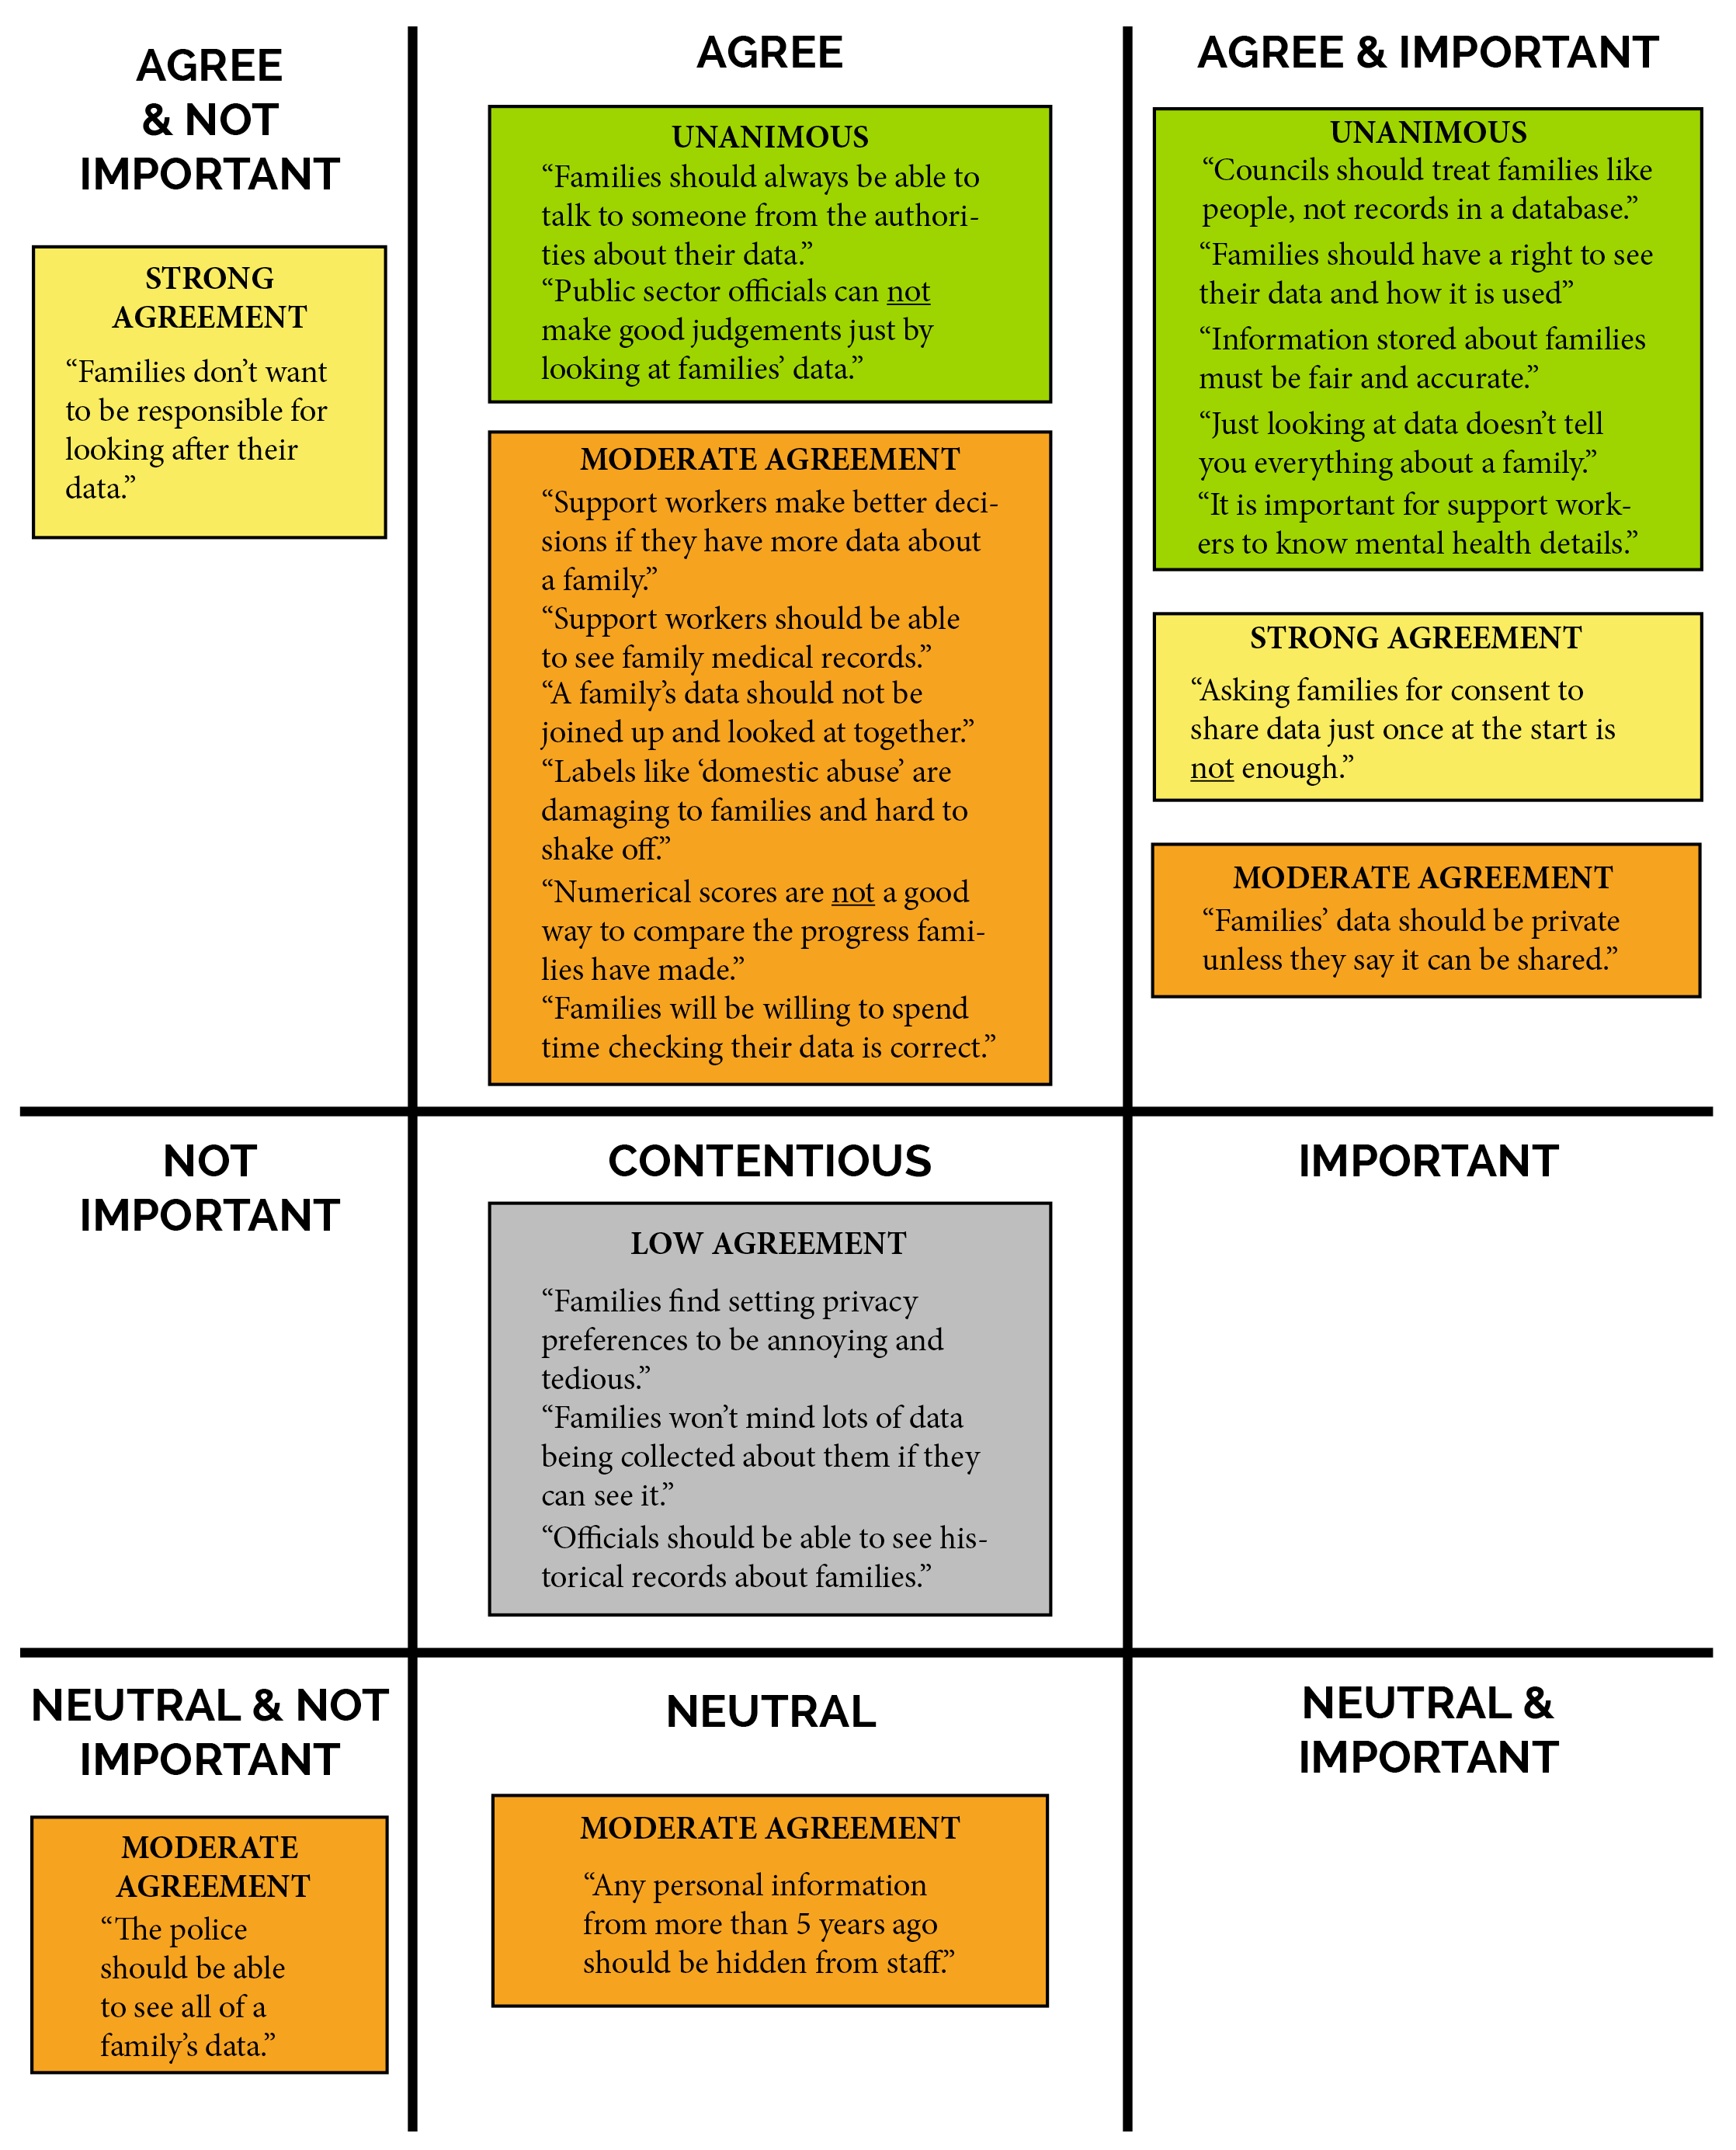 AGREE
& NOT
IMPORTANT
STRONG
AGREEMENT
“Families don’t want
to be responsible for
looking after their
data.”
AGREE
UNANIMOUS
“Families should always be able to
talk to someone from the authori-
ties about their data.”
“Public sector officials can not
make good judgements just by
looking at families’ data.”
MODERATE AGREEMENT
“Support workers make better deci-
sions if they have more data about
a family.”
“Support workers should be able
to see family medical records.”
“A family’s data should not be
joined up and looked at together.”
“Labels like ‘domestic abuse’ are
damaging to families and hard to
shake off.”
“Numerical scores are not a good
way to compare the progress fami-
lies have made.”
“Families will be willing to spend
time checking their data is correct.”
AGREE & IMPORTANT
UNANIMOUS
“Councils should treat families like
people, not records in a database.”
“Families should have a right to see
their data and how it is used”
“Information stored about families
must be fair and accurate.”
“Just looking at data doesn’t tell
you everything about a family.”
“It is important for support work-
ers to know mental health details.”
STRONG AGREEMENT
“Asking families for consent to
share data just once at the start is
not enough.”
MODERATE AGREEMENT
“Families’ data should be private
unless they say it can be shared.”
NOT
IMPORTANT
CONTENTIOUS
LOW AGREEMENT
“Families find setting privacy
preferences to be annoying and
tedious.”
“Families won’t mind lots of data
being collected about them if they
can see it.”
“Officials should be able to see his-
torical records about families.”
IMPORTANT
NEUTRAL & NOT
IMPORTANT
MODERATE
AGREEMENT
“The police
should be able
to see all of a
family’s data.”
NEUTRAL
MODERATE AGREEMENT
“Any personal information
from more than 5 years ago
should be hidden from staff.”
NEUTRAL &
IMPORTANT